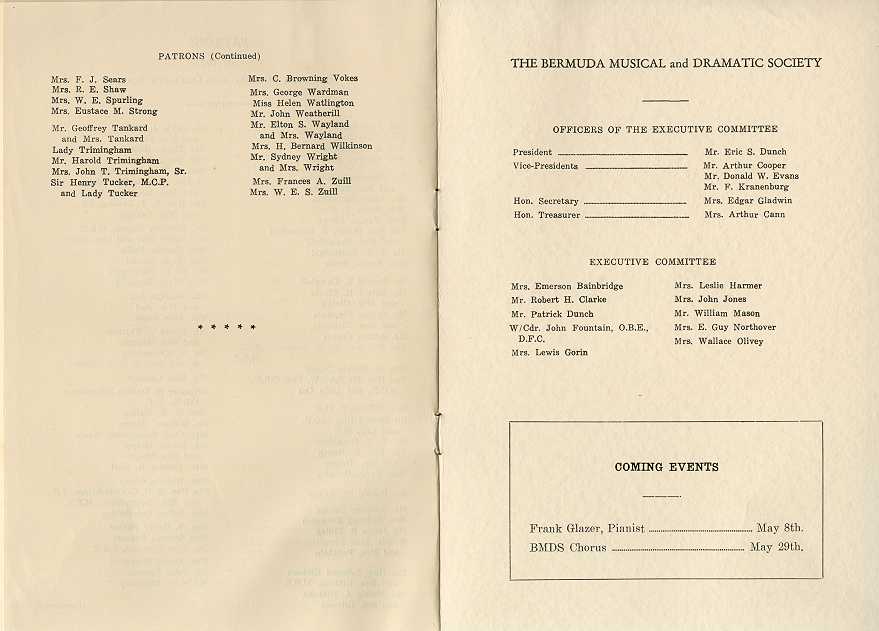 PATRONS (Continued)
Mrs. F. J. Sears
Mrs. R. E. Shaw
Mrs. W. E. Spurling
Mrs. Eustace M. Strong
Mr. Geoffrey Tankard
and Mrs. Tankard
Lady Trimingham
Mr. Harold Trimingham
Mrs. John T. Trimingham, Sr.
Sir Henry Tucker, M.C.P.
and Lady Tucker
Mrs. C. Browning Vokes
Mrs. George Wardman
Miss Helen Watlington
Mr. John Weatherill
Mr. Elton S. Wayland
and Mrs. Wayland
Mrs. H. Bernard Wilkinson
Mr. Sydney Wright
and Mrs. Wright
Mrs. Frances A. Zuill
Mrs. W. E. S. Zuill
* * * * *
THE BERMUDA MUSICAL and DRAMATIC SOCIETY
OFFICERS OF THE EXECUTIVE COMMITTEE
President Mr. Eric S. Dunch
Vice-Presidents Mr. Arthur Cooper
Mr. Donald W. Evans
Mr. F. Kranenburg
Hon. Secretary Mrs. Edgar Gladwin
Hon. Treasurer Mrs. Arthur Cann
EXECUTIVE COMMITTEE
Mrs. Emerson Bainbridge
Mr. Robert H. Clarke
Mr. Patrick Dunch
W/Cdr. John Fountain, O.B.E.,
D.F.C.
Mrs. Lewis Gorin
Mrs. Leslie Harmer
Mrs. John Jones
Mr. William Mason
Mrs. E. Guy Northover
Mrs. Wallace Olivey
COMING EVENTS
Frank Glazer, Pianist May 8th.
BMDS Chorus May 29th.